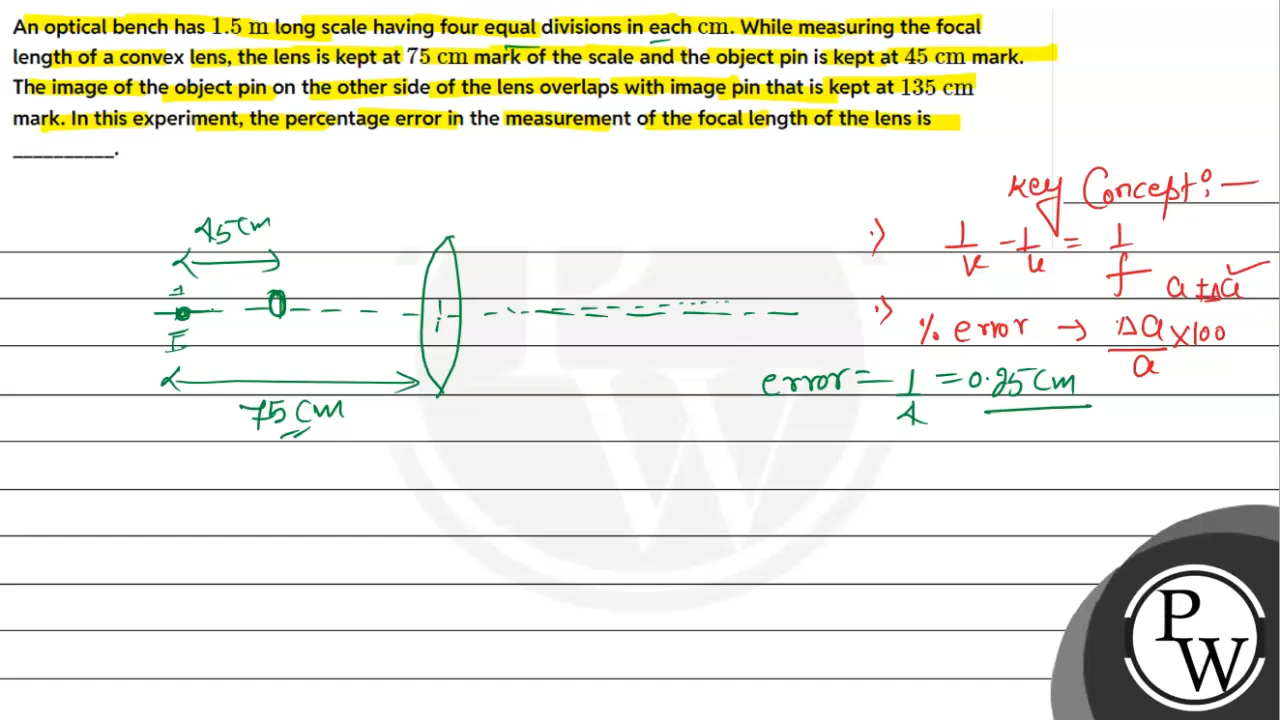 An optical bench has 1.5 m long scale having four equal divisions in each cm. While measuring the focal
length of a convex lens, the lens is kept at 75 cm mark of the scale and the object pin is kept at 45 cm mark.
The image of the object pin on the other side of the lens overlaps with image pin that is kept at 135 cm
mark. In this experiment, the percentage error in the measurement of the focal length of the lens is
__________.
Key Concept:—
45 cm
1/v - 1/u = 1/f
a ± Δa
% error → Δa/a × 100
error = 1/4 = 0.25 cm
75 cm
P
W